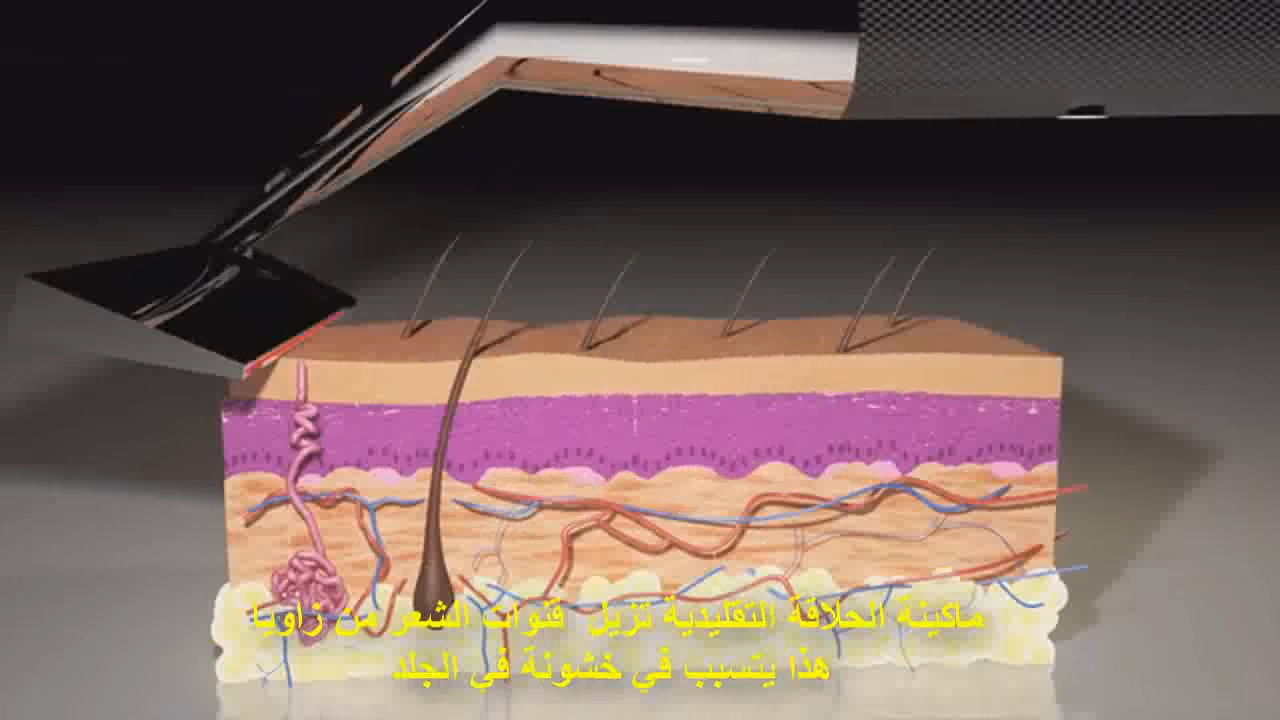 ماكينة الحلاقة التقليدية تزيل قنوات الشعر من زاويا
هذا يتسبب في خشونة في الجلد